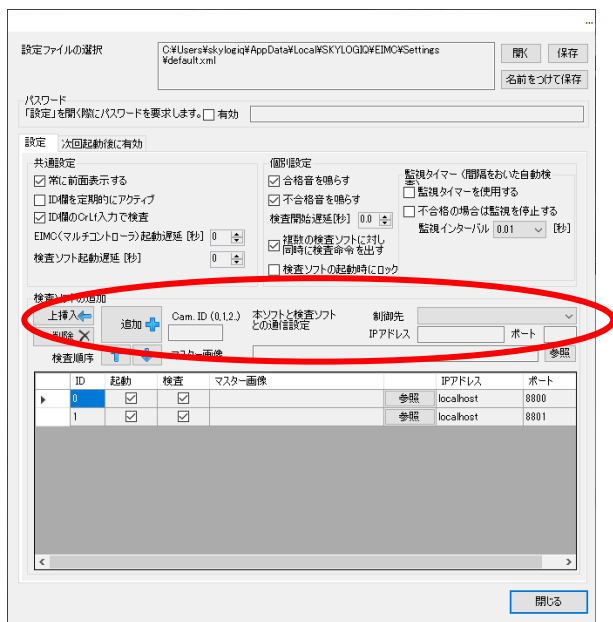 ...
設定ファイルの選択
C:¥Users¥skylogiq¥AppData¥Local¥SKYLOGIQ¥EIMC¥Settings
¥default.xml
開く 保存
名前をつけて保存
パスワード
「設定」を開く際にパスワードを要求します。 有効
設定 次回起動後に有効
共通設定
常に前面表示する
ID欄を定期的にアクティブ
ID欄のCrLf入力で検査
EIMC(マルチコントローラ)起動遅延 [秒] 0
検査ソフト起動遅延 [秒] 0
個別設定
合格音を鳴らす
不合格音を鳴らす
検査開始遅延[秒] 0.0
複数の検査ソフトに対し
同時に検査命令を出す
検査ソフトの起動時にロック
監視タイマー（間隔をおいた自動検
監視タイマーを使用する
不合格の場合は監視を停止する
監視インターバル 0.01 [秒]
検査ソフトの追加
上挿入
削除
追加
Cam. ID (0,1,2.)
本ソフトと検査ソフト
との通信設定
制御先
IPアドレス ポート
検査順序
マスター画像 参照
ID 起動 検査 マスター画像 IPアドレス ポート
0 参照 localhost 8800
1 参照 localhost 8801
閉じる